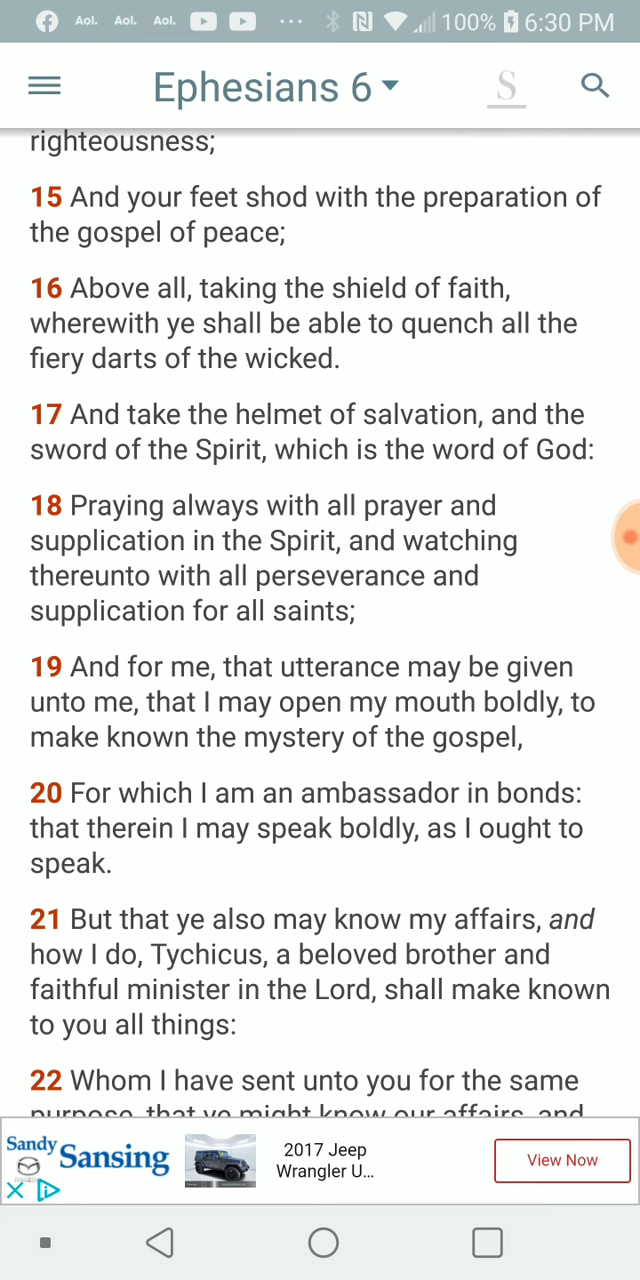 Aol. Aol. Aol. ... 100% 6:30 PM
Ephesians 6 S
righteousness;
15 And your feet shod with the preparation of
the gospel of peace;
16 Above all, taking the shield of faith,
wherewith ye shall be able to quench all the
fiery darts of the wicked.
17 And take the helmet of salvation, and the
sword of the Spirit, which is the word of God:
18 Praying always with all prayer and
supplication in the Spirit, and watching
thereunto with all perseverance and
supplication for all saints;
19 And for me, that utterance may be given
unto me, that I may open my mouth boldly, to
make known the mystery of the gospel,
20 For which I am an ambassador in bonds:
that therein I may speak boldly, as I ought to
speak.
21 But that ye also may know my affairs, and
how I do, Tychicus, a beloved brother and
faithful minister in the Lord, shall make known
to you all things:
22 Whom I have sent unto you for the same
purpose, that ye might know our affairs, and
Sandy Sansing
2017 Jeep
Wrangler U...
View Now